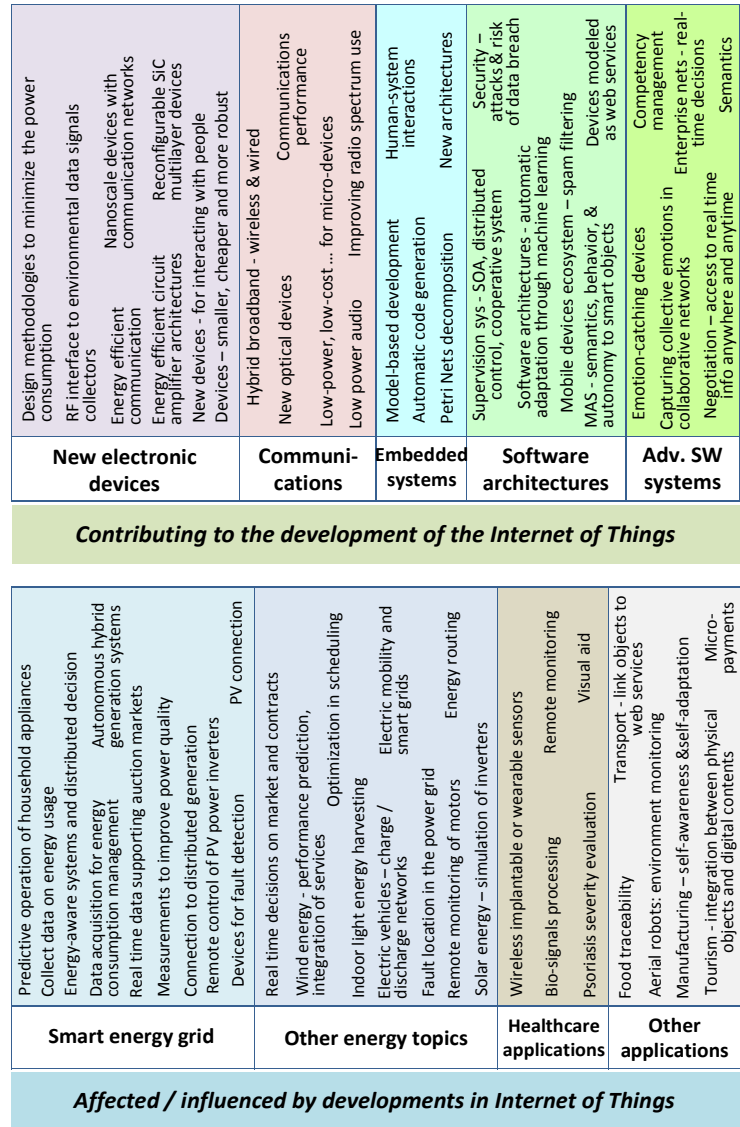 Design methodologies to minimize the power
consumption
RF interface to environmental data signals
collectors
Energy efficient
communication
Nanoscale devices with
communication networks
Energy efficient circuit
amplifier architectures
Reconfigurable SiC
multilayer devices
New devices - for interacting with people
Devices – smaller, cheaper and more robust
New electronic
devices
Hybrid broadband - wireless & wired
New optical devices
Communications
performance
Low-power, low-cost ... for micro-devices
Low power audio
Improving radio spectrum use
Communi-
cations
Model-based development
Human-system
interactions
Automatic code generation
Petri Nets decomposition
New architectures
Embedded
systems
Supervision sys - SOA, distributed
control, cooperative system
Security –
attacks & risk
of data breach
Software architectures - automatic
adaptation through machine learning
Mobile devices ecosystem – spam filtering
MAS - semantics, behavior, &
autonomy to smart objects
Devices modeled
as web services
Software
architectures
Emotion-catching devices
Competency
management
Capturing collective emotions in
collaborative networks
Enterprise nets - real-
time decisions
Negotiation – access to real time
info anywhere and anytime
Semantics
Adv. SW
systems
Contributing to the development of the Internet of Things
Predictive operation of household appliances
Collect data on energy usage
Energy-aware systems and distributed decision
Data acquisition for energy
consumption management
Autonomous hybrid
generation systems
Real time data supporting auction markets
Measurements to improve power quality
Connection to distributed generation
Remote control of PV power inverters
Devices for fault detection
PV connection
Smart energy grid
Real time decisions on market and contracts
Wind energy - performance prediction,
integration of services
Optimization in scheduling
Indoor light energy harvesting
Electric vehicles – charge /
discharge networks
Electric mobility and
smart grids
Fault location in the power grid
Remote monitoring of motors
Energy routing
Solar energy – simulation of inverters
Other energy topics
Wireless implantable or wearable sensors
Bio-signals processing
Remote monitoring
Psoriasis severity evaluation
Visual aid
Healthcare
applications
Food traceability
Transport - link objects to
web services
Aerial robots: environment monitoring
Manufacturing – self-awareness &self-adaptation
Tourism - integration between physical
objects and digital contents
Micro-
payments
Other
applications
Affected / influenced by developments in Internet of Things